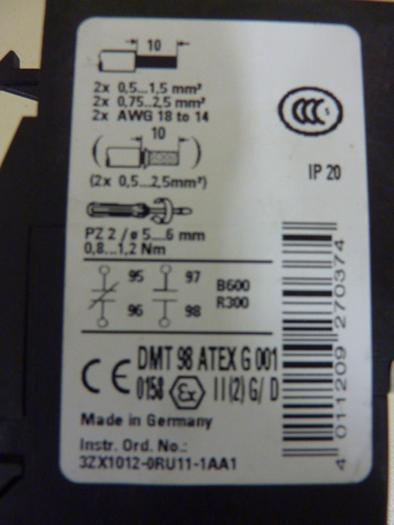 10
2x 0,5...1,5 mm²
2x 0,75...2,5 mm²
2x AWG 18 to 14
CCC S
10
(2x 0,5...2,5mm²)
IP 20
PZ 2 / ø 5...6 mm
0,8...1,2 Nm
95 97 B600
R300
96 98
DMT 98 ATEX G 001
CE 0158 Ex II (2) G/ D
Made in Germany
Instr. Ord. No.:
3ZX1012-0RU11-1AA1
4 011209 270374